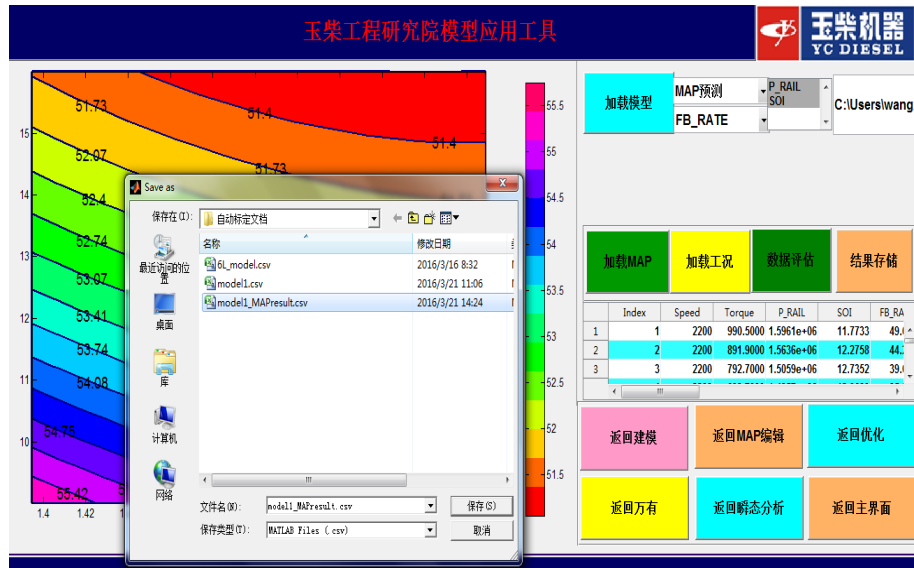 玉柴工程研究院模型应用工具
玉柴机器
YC DIESEL
51.73
51.4
51.4
52.07
51.73
52.4
52.74
53.07
53.41
53.74
54.08
54.75
55.42
15
14
13
12
11
10
1.4
1.42
55.5
55
54.5
54
53.5
53
52.5
52
51.5
加载模型
MAP预测
FB_RATE
P_RAIL
SOI
C:\Users\wang
加载MAP
加载工况
数据评估
结果存储
Index Speed Torque P_RAIL SOI FB_RA
1 1 2200 990.5000 1.5961e+06 11.7733
2 2 2200 891.9000 1.5636e+06 12.2758 44.
3 3 2200 792.7000 1.5059e+06 12.7352
返回建模
返回MAP编辑
返回优化
返回万有
返回瞬态分析
返回主界面
Save as
保存在(I):
自动标定文档
名称
修改日期
6L_model.csv 2016/3/16 8:32
model1.csv 2016/3/21 11:06
model1_MAPresult.csv 2016/3/21 14:24
最近访问的位
置
桌面
库
计算机
网络
文件名(N):
model1_MAPresult.csv
保存(S)
保存类型(T):
MATLAB Files (.csv)
取消